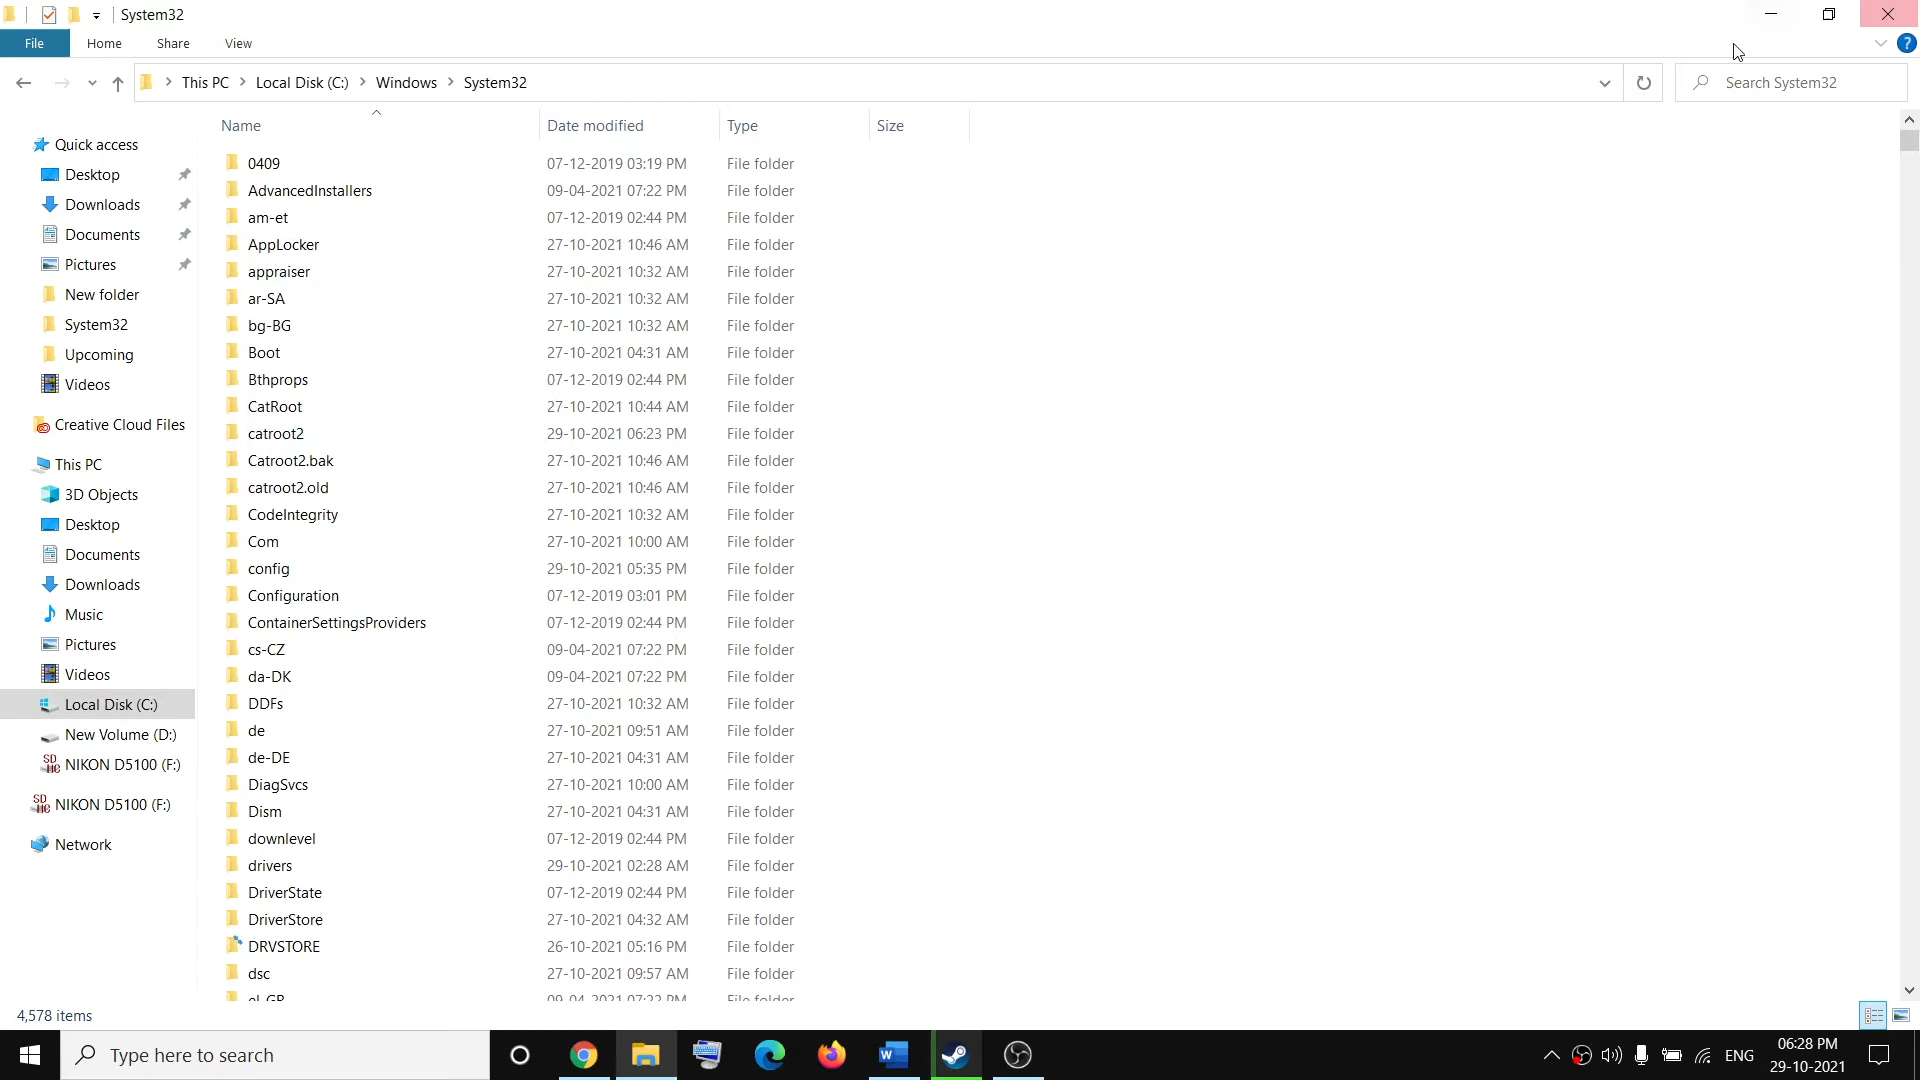 System32
File Home Share View
This PC Local Disk (C:) Windows System32
Search System32
Name Date modified Type Size
Quick access
Desktop
Downloads
Documents
Pictures
New folder
System32
Upcoming
Videos
Creative Cloud Files
This PC
3D Objects
Desktop
Documents
Downloads
Music
Pictures
Videos
Local Disk (C:)
New Volume (D:)
NIKON D5100 (F:)
NIKON D5100 (F:)
Network
0409 07-12-2019 03:19 PM File folder
AdvancedInstallers 09-04-2021 07:22 PM File folder
am-et 07-12-2019 02:44 PM File folder
AppLocker 27-10-2021 10:46 AM File folder
appraiser 27-10-2021 10:32 AM File folder
ar-SA 27-10-2021 10:32 AM File folder
bg-BG 27-10-2021 10:32 AM File folder
Boot 27-10-2021 04:31 AM File folder
Bthprops 07-12-2019 02:44 PM File folder
CatRoot 27-10-2021 10:44 AM File folder
catroot2 29-10-2021 06:23 PM File folder
Catroot2.bak 27-10-2021 10:46 AM File folder
catroot2.old 27-10-2021 10:46 AM File folder
CodeIntegrity 27-10-2021 10:32 AM File folder
Com 27-10-2021 10:00 AM File folder
config 29-10-2021 05:35 PM File folder
Configuration 07-12-2019 03:01 PM File folder
ContainerSettingsProviders 07-12-2019 02:44 PM File folder
cs-CZ 09-04-2021 07:22 PM File folder
da-DK 09-04-2021 07:22 PM File folder
DDFs 27-10-2021 10:32 AM File folder
de 27-10-2021 09:51 AM File folder
de-DE 27-10-2021 04:31 AM File folder
DiagSvcs 27-10-2021 10:00 AM File folder
Dism 27-10-2021 04:31 AM File folder
downlevel 07-12-2019 02:44 PM File folder
drivers 29-10-2021 02:28 AM File folder
DriverState 07-12-2019 02:44 PM File folder
DriverStore 27-10-2021 04:32 AM File folder
DRVSTORE 26-10-2021 05:16 PM File folder
dsc 27-10-2021 09:57 AM File folder
el-GR 09-04-2021 07:22 PM File folder
4,578 items
Type here to search
ENG
06:28 PM
29-10-2021